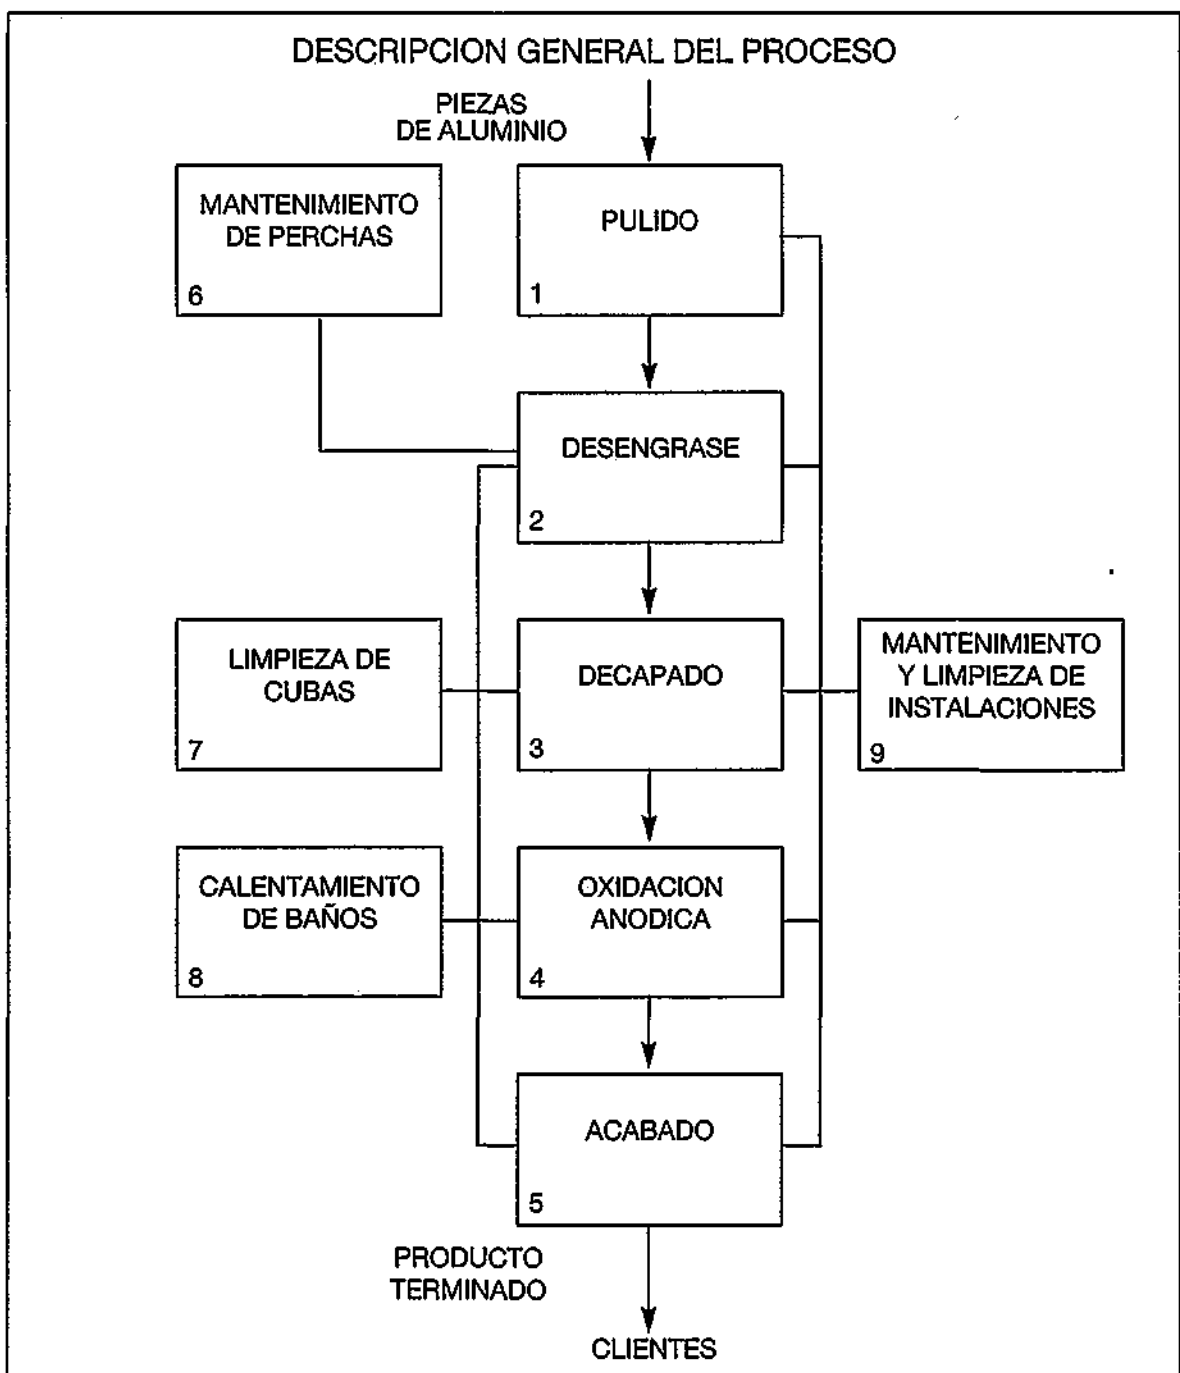 DESCRIPCION GENERAL DEL PROCESO
PIEZAS
DE ALUMINIO
MANTENIMIENTO
DE PERCHAS
6
PULIDO
1
DESENGRASE
2
LIMPIEZA DE
CUBAS
7
DECAPADO
3
MANTENIMIENTO
Y LIMPIEZA DE
INSTALACIONES
9
CALENTAMIENTO
DE BAÑOS
8
OXIDACION
ANODICA
4
ACABADO
5
PRODUCTO
TERMINADO
CLIENTES